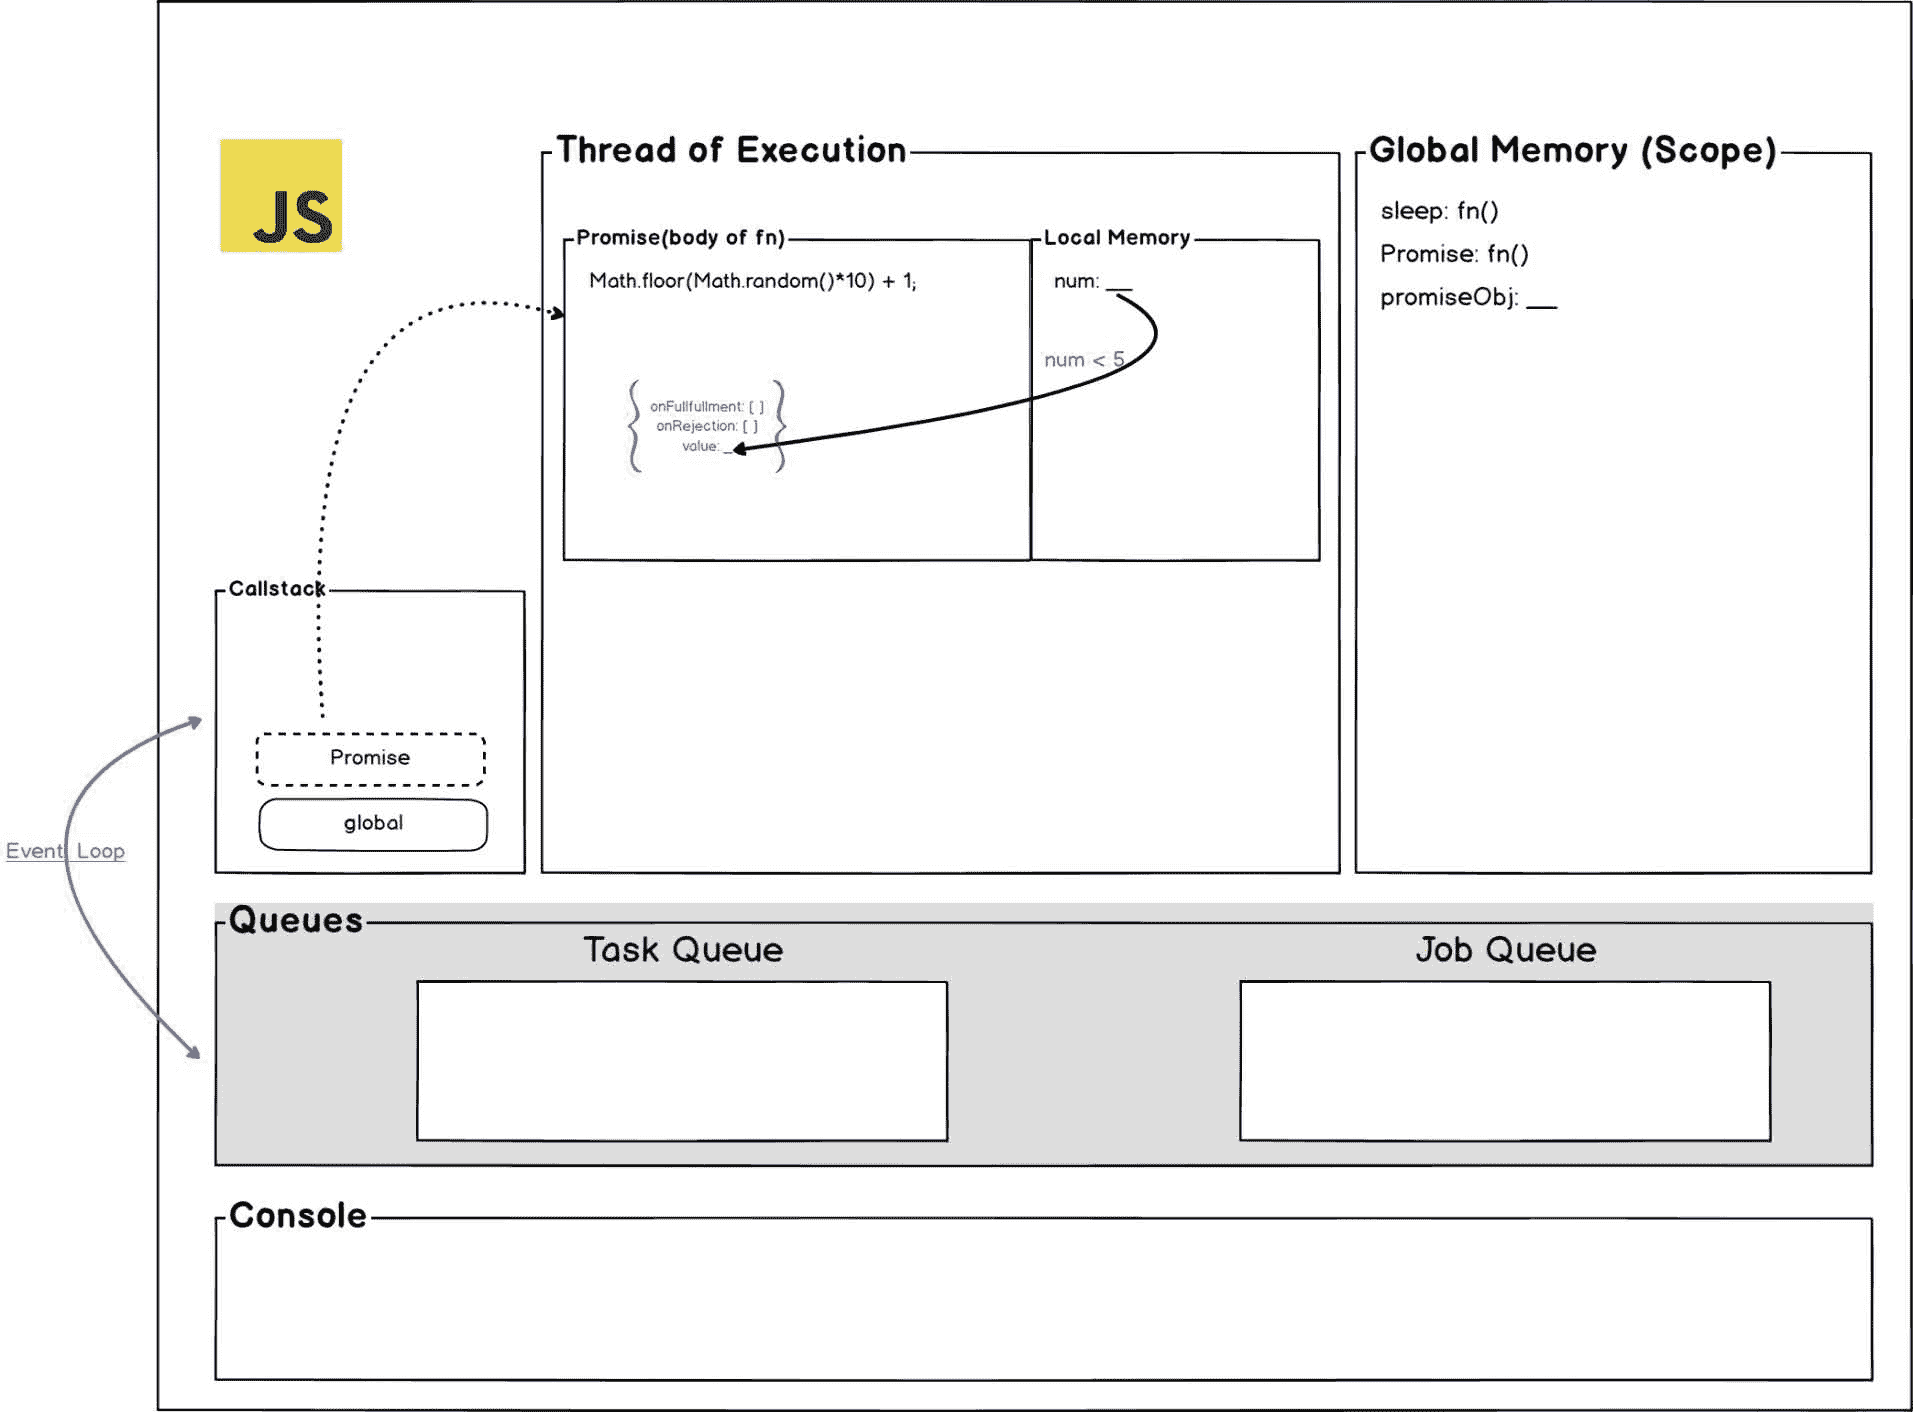 JS
Thread of Execution
Promise(body of fn)
Math.floor(Math.random()*10) + 1;
{ onFullfullment: [ ]
onRejection: [ ]
value: _ }
Local Memory
num: __
num < 5
Global Memory (Scope)
sleep: fn()
Promise: fn()
promiseObj: __
Callstack
Promise
global
Event Loop
Queues
Task Queue
Job Queue
Console